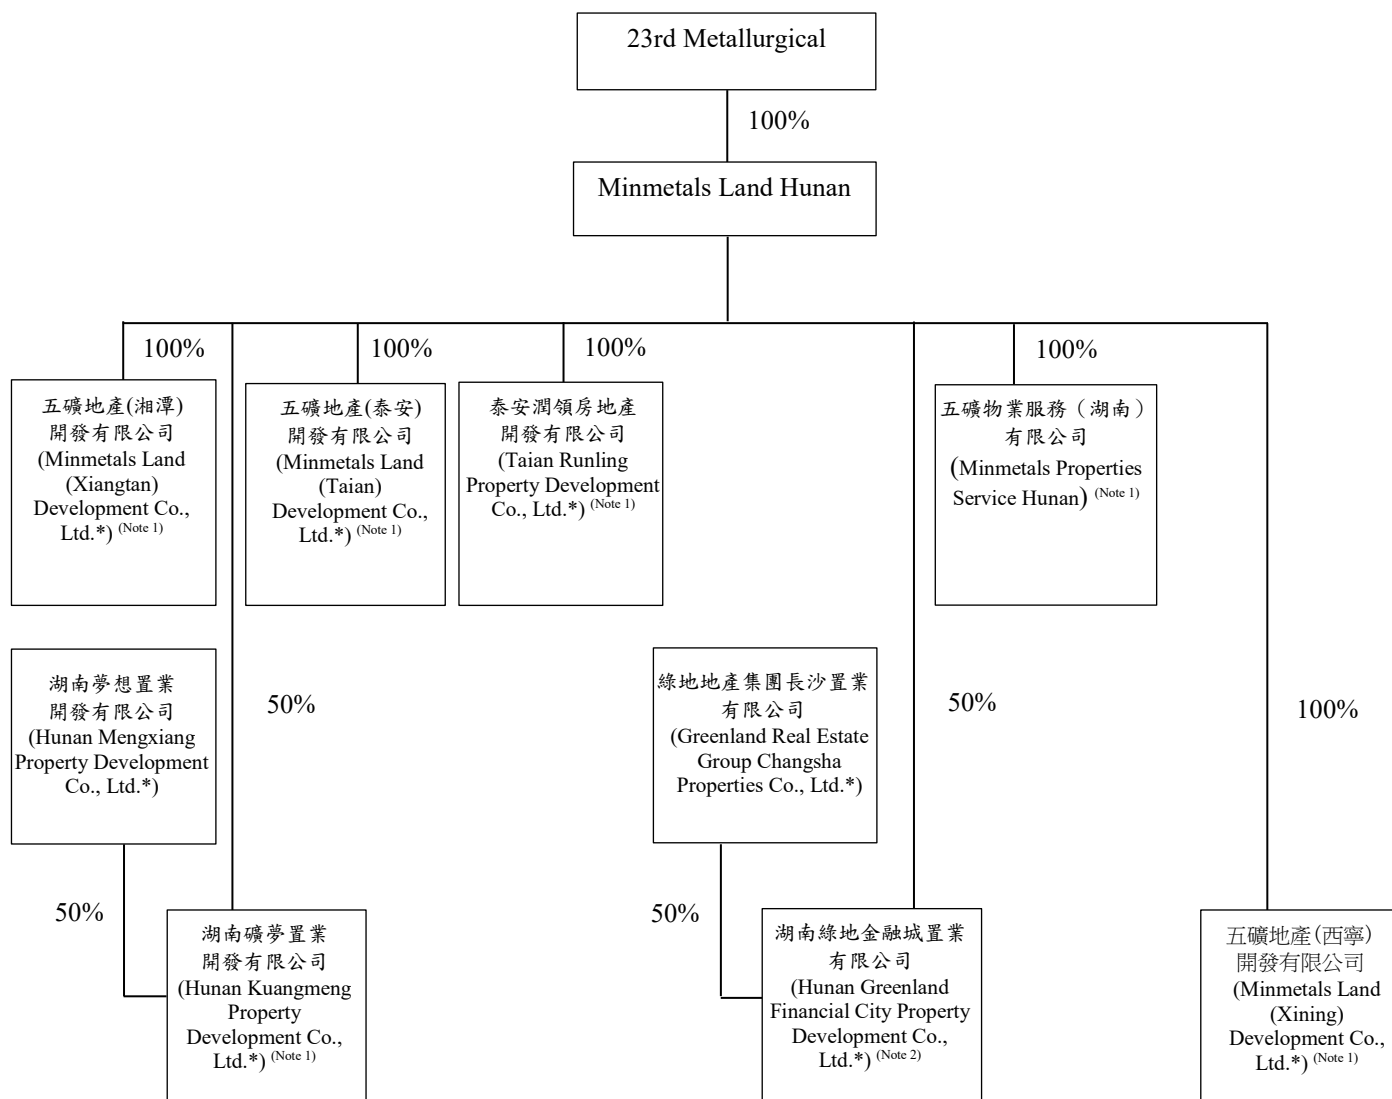 23rd Metallurgical
100%
Minmetals Land Hunan
100%
100%
100%
100%
五礦地產(湘潭)
開發有限公司
(Minmetals Land
(Xiangtan)
Development Co.,
Ltd.*) (Note 1)
五礦地產(泰安)
開發有限公司
(Minmetals Land
(Taian)
Development Co.,
Ltd.*) (Note 1)
泰安潤領房地產
開發有限公司
(Taian Runling
Property Development
Co., Ltd.*) (Note 1)
五礦物業服務（湖南）
有限公司
(Minmetals Properties
Service Hunan) (Note 1)
湖南夢想置業
開發有限公司
(Hunan Mengxiang
Property Development
Co., Ltd.*)
50%
綠地地產集團長沙置業
有限公司
(Greenland Real Estate
Group Changsha
Properties Co., Ltd.*)
50%
100%
50%
湖南礦夢置業
開發有限公司
(Hunan Kuangmeng
Property
Development Co.,
Ltd.*) (Note 1)
50%
湖南綠地金融城置業
有限公司
(Hunan Greenland
Financial City Property
Development Co.,
Ltd.*) (Note 2)
五礦地產(西寧)
開發有限公司
(Minmetals Land
(Xining)
Development Co.,
Ltd.*) (Note 1)